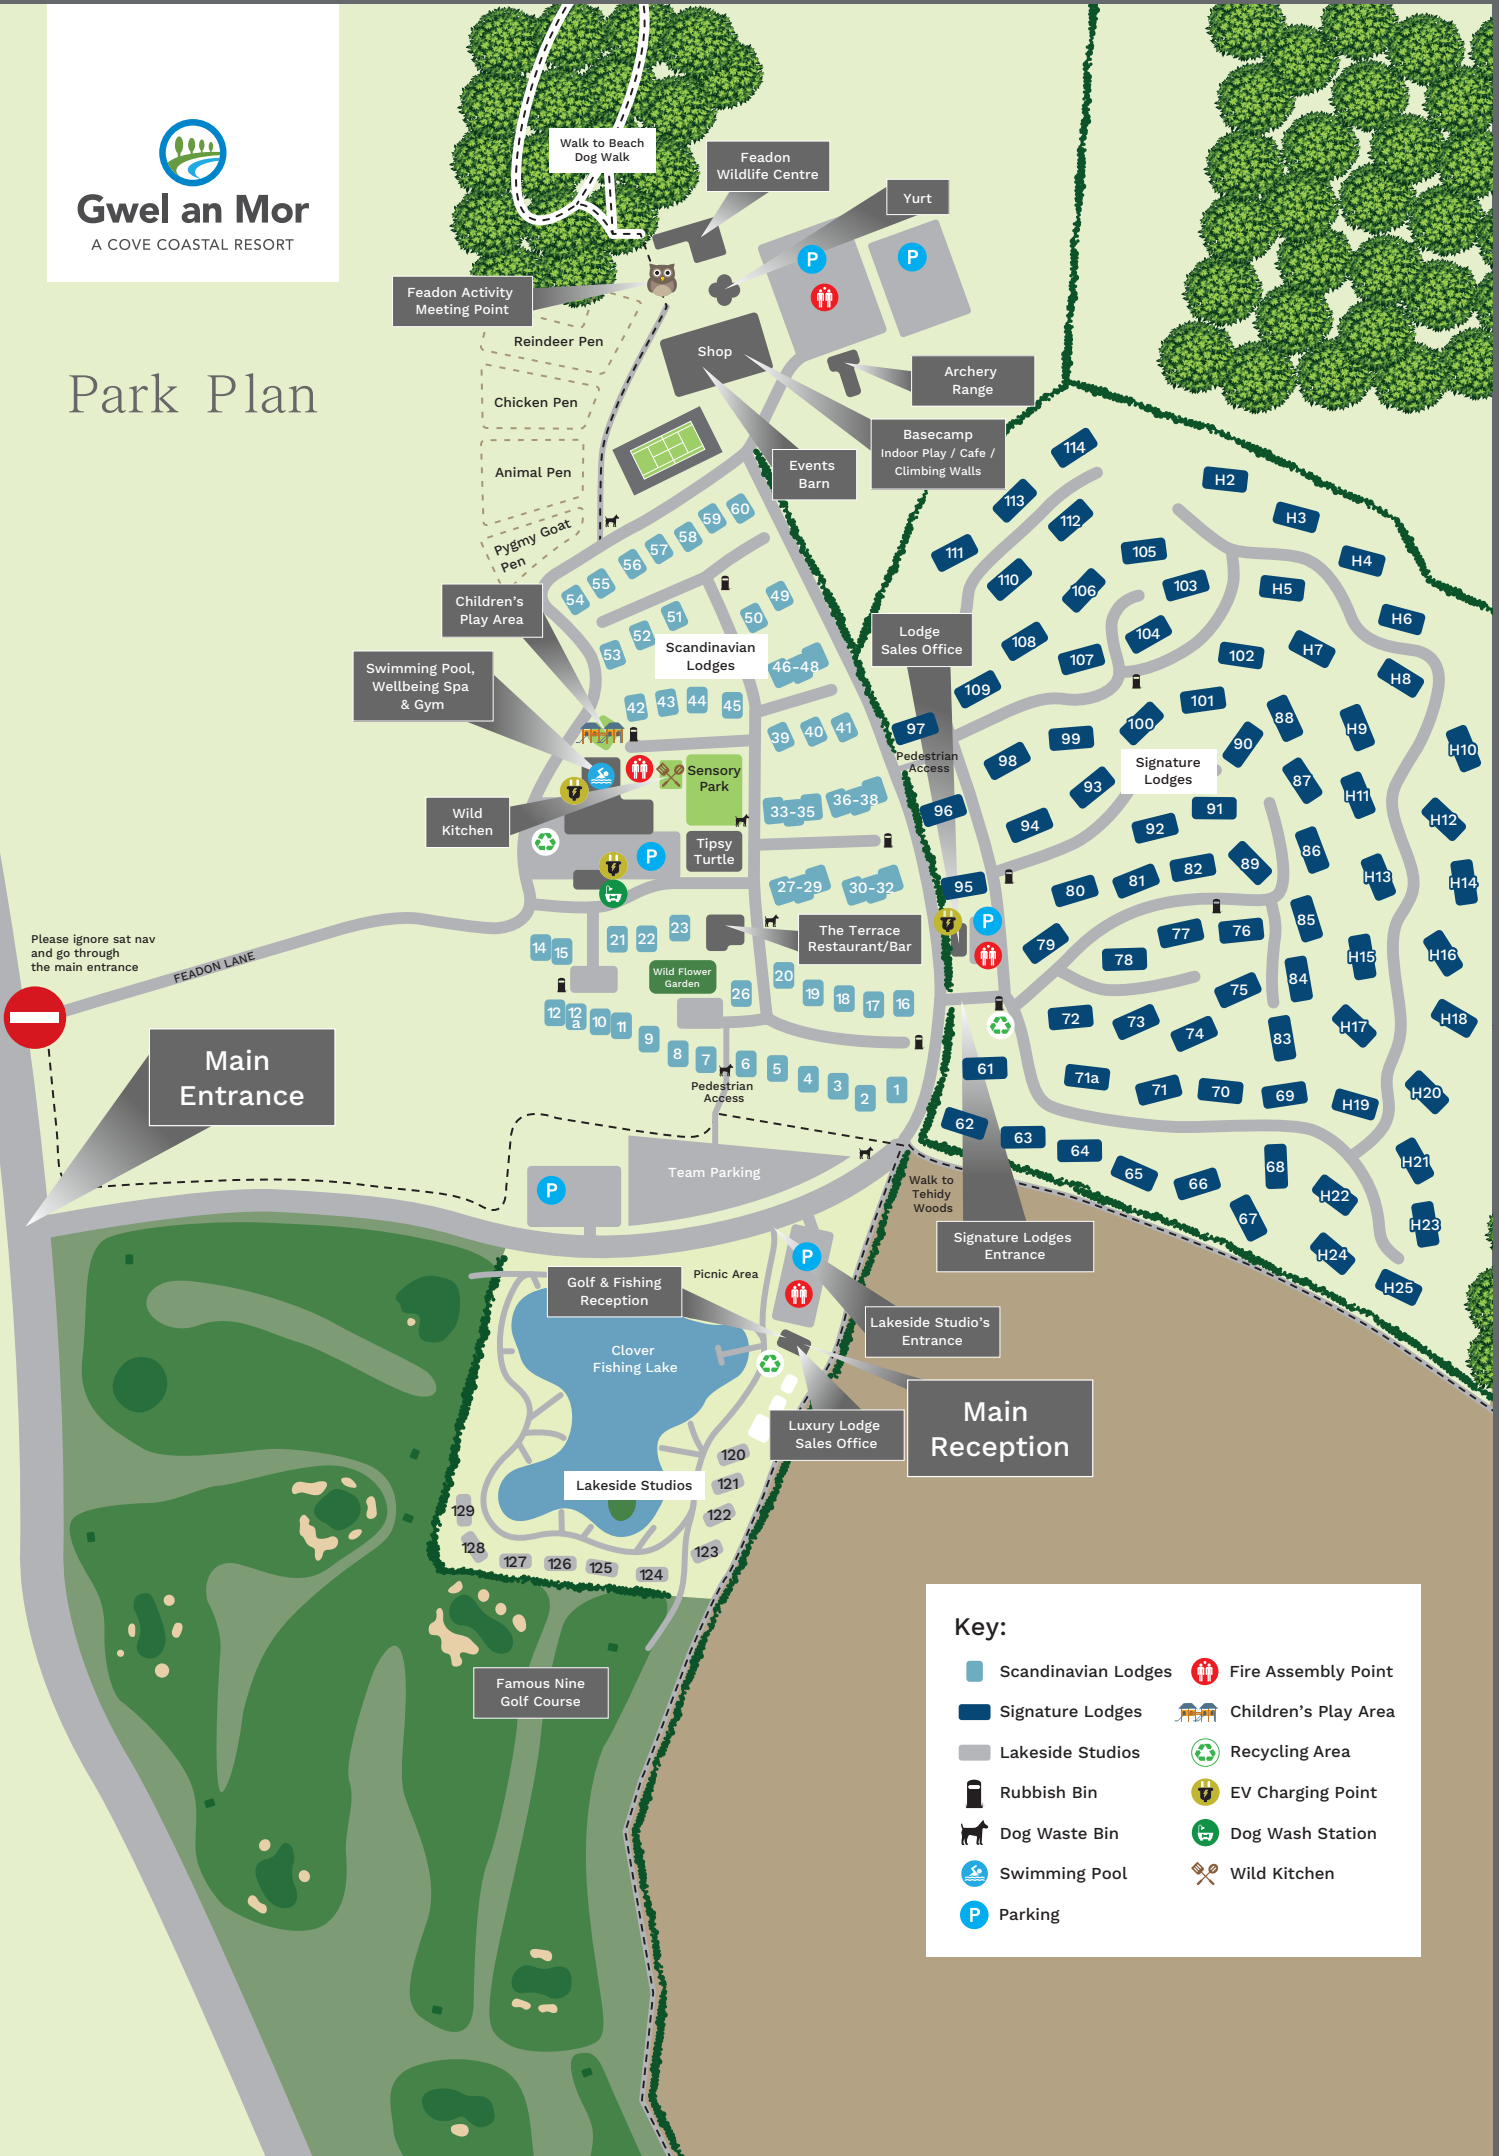 Gwel an Mor
A COVE COASTAL RESORT
Park Plan
Walk to Beach
Dog Walk
Feadon
Wildlife Centre
Yurt
P
P
Feadon Activity
Meeting Point
Reindeer Pen
Chicken Pen
Animal Pen
Pygmy Goat
Pen
Shop
Archery
Range
Basecamp
Indoor Play / Cafe /
Climbing Walls
Events
Barn
Children's
Play Area
Swimming Pool,
Wellbeing Spa
& Gym
Wild
Kitchen
60
59
58
57
56
55
54
53
52
51
50
49
Scandinavian
Lodges
46-48
42
43
44
45
39
40
41
Sensory
Park
33-35
36-38
Tipsy
Turtle
P
27-29
30-32
The Terrace
Restaurant/Bar
14
15
21
22
23
Wild Flower
Garden
26
20
19
18
17
16
12
12
a
10
11
9
8
7
6
5
4
3
2
1
Pedestrian
Access
Lodge
Sales Office
Pedestrian
Access
114
113
112
111
110
105
106
103
104
108
107
109
102
101
100
99
98
97
96
95
94
93
92
91
90
89
88
87
86
85
84
83
82
81
80
79
78
77
76
75
74
73
72
71a
71
70
69
68
67
66
65
64
63
62
61
Signature
Lodges
P
H2
H3
H4
H5
H6
H7
H8
H9
H10
H11
H12
H13
H14
H15
H16
H17
H18
H19
H20
H21
H22
H23
H24
H25
Please ignore sat nav
and go through
the main entrance
FEADON LANE
Main
Entrance
P
Team Parking
Walk to
Tehidy
Woods
Signature Lodges
Entrance
Golf & Fishing
Reception
Picnic Area
P
Lakeside Studio's
Entrance
Clover
Fishing Lake
Main
Reception
Luxury Lodge
Sales Office
Lakeside Studios
120
121
122
123
124
125
126
127
128
129
Famous Nine
Golf Course
Key:
Scandinavian Lodges
Signature Lodges
Lakeside Studios
Rubbish Bin
Dog Waste Bin
Swimming Pool
P Parking
Fire Assembly Point
Children's Play Area
Recycling Area
EV Charging Point
Dog Wash Station
Wild Kitchen